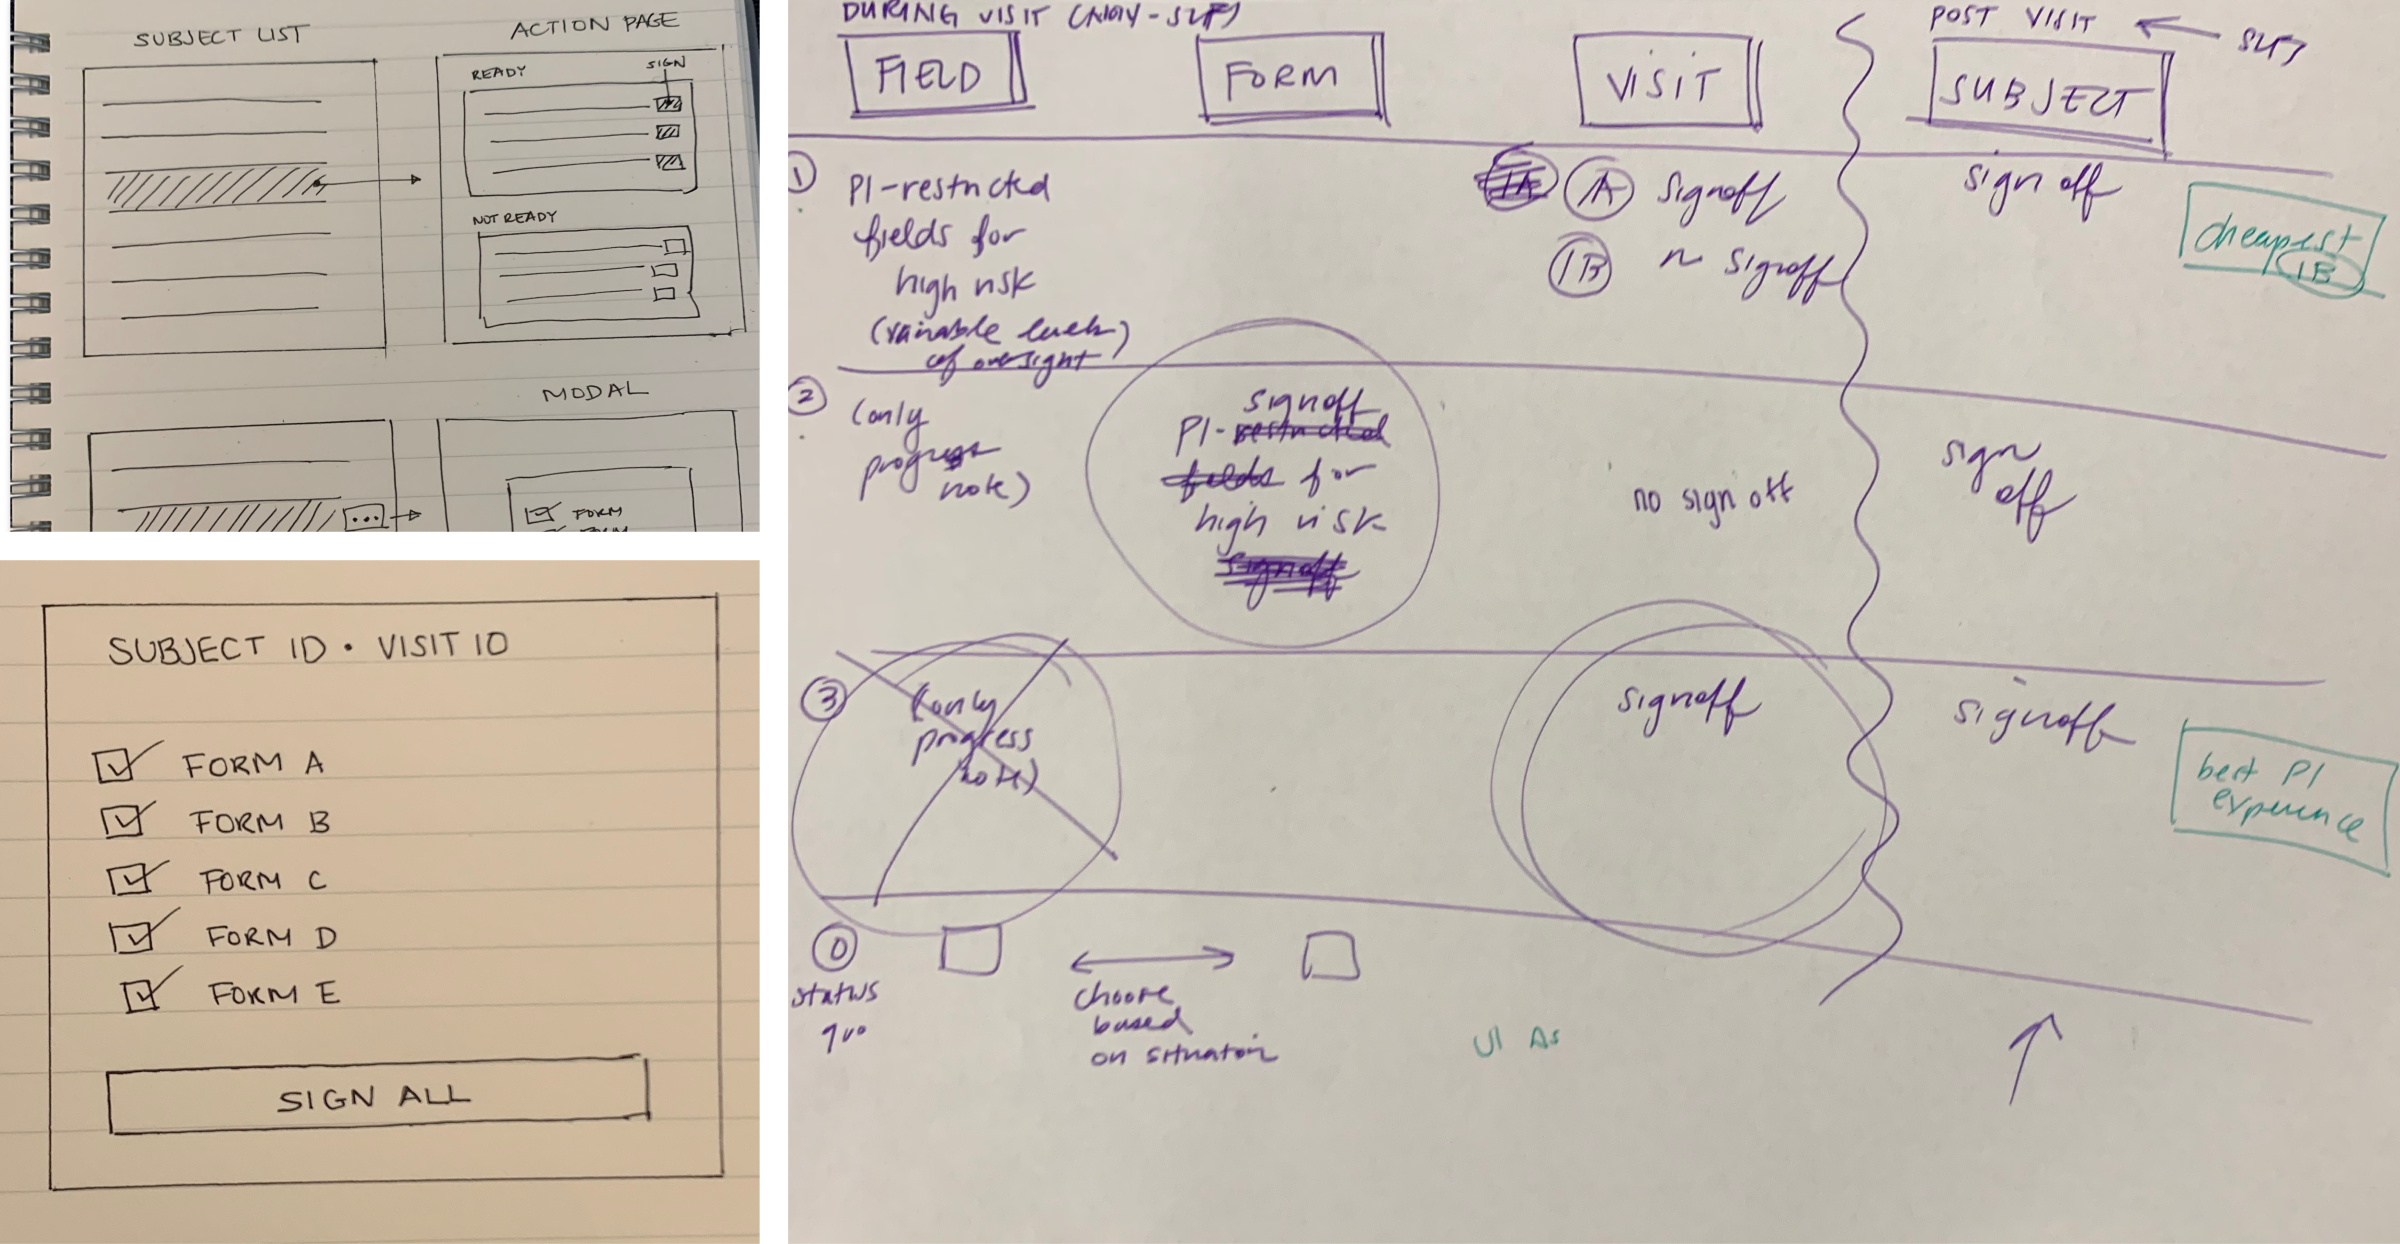 SUBJECT LIST
ACTION PAGE
READY
SIGN
NOT READY
MODAL
...
FORM
FORM
SUBJECT ID • VISIT ID
FORM A
FORM B
FORM C
FORM D
FORM E
SIGN ALL
DURING VISIT
POST VISIT
FIELD
FORM
VISIT
SUBJECT
1
PI-restricted
fields for
high risk
(variable
of oversight)
1A
A signoff
1B no signoff
sign off
cheapest
1B
2
(only
progress
note)
signoff
PI-restricted
fields for
high risk
signoff
no sign off
sign
off
3
(only
progress
note)
signoff
signoff
best PI
experience
0
status
quo
choose
based
on situation
UI As